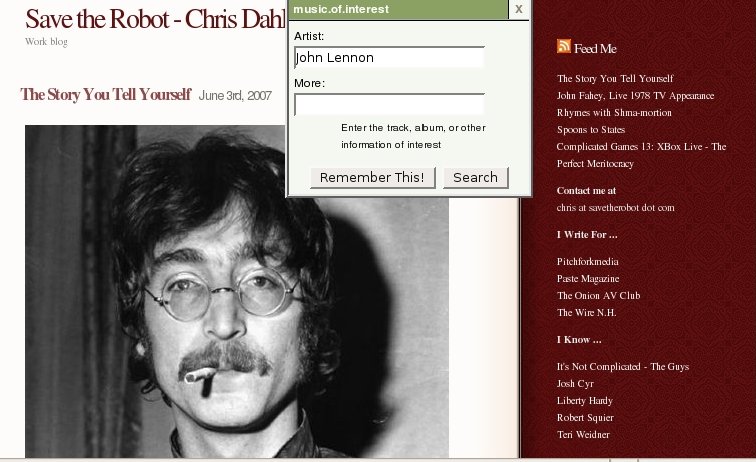 Save the Robot - Chris Dahl
Work blog
The Story You Tell Yourself June 3rd, 2007
music.of.interest X
Artist:
John Lennon
More:
Enter the track, album, or other
information of interest
Remember This! Search
Feed Me
The Story You Tell Yourself
John Fahey, Live 1978 TV Appearance
Rhymes with Shma-mortion
Spoons to States
Complicated Games 13: XBox Live - The
Perfect Meritocracy
Contact me at
chris at savetherobot dot com
I Write For ...
Pitchforkmedia
Paste Magazine
The Onion AV Club
The Wire N.H.
I Know ...
It's Not Complicated - The Guys
Josh Cyr
Liberty Hardy
Robert Squier
Teri Weidner